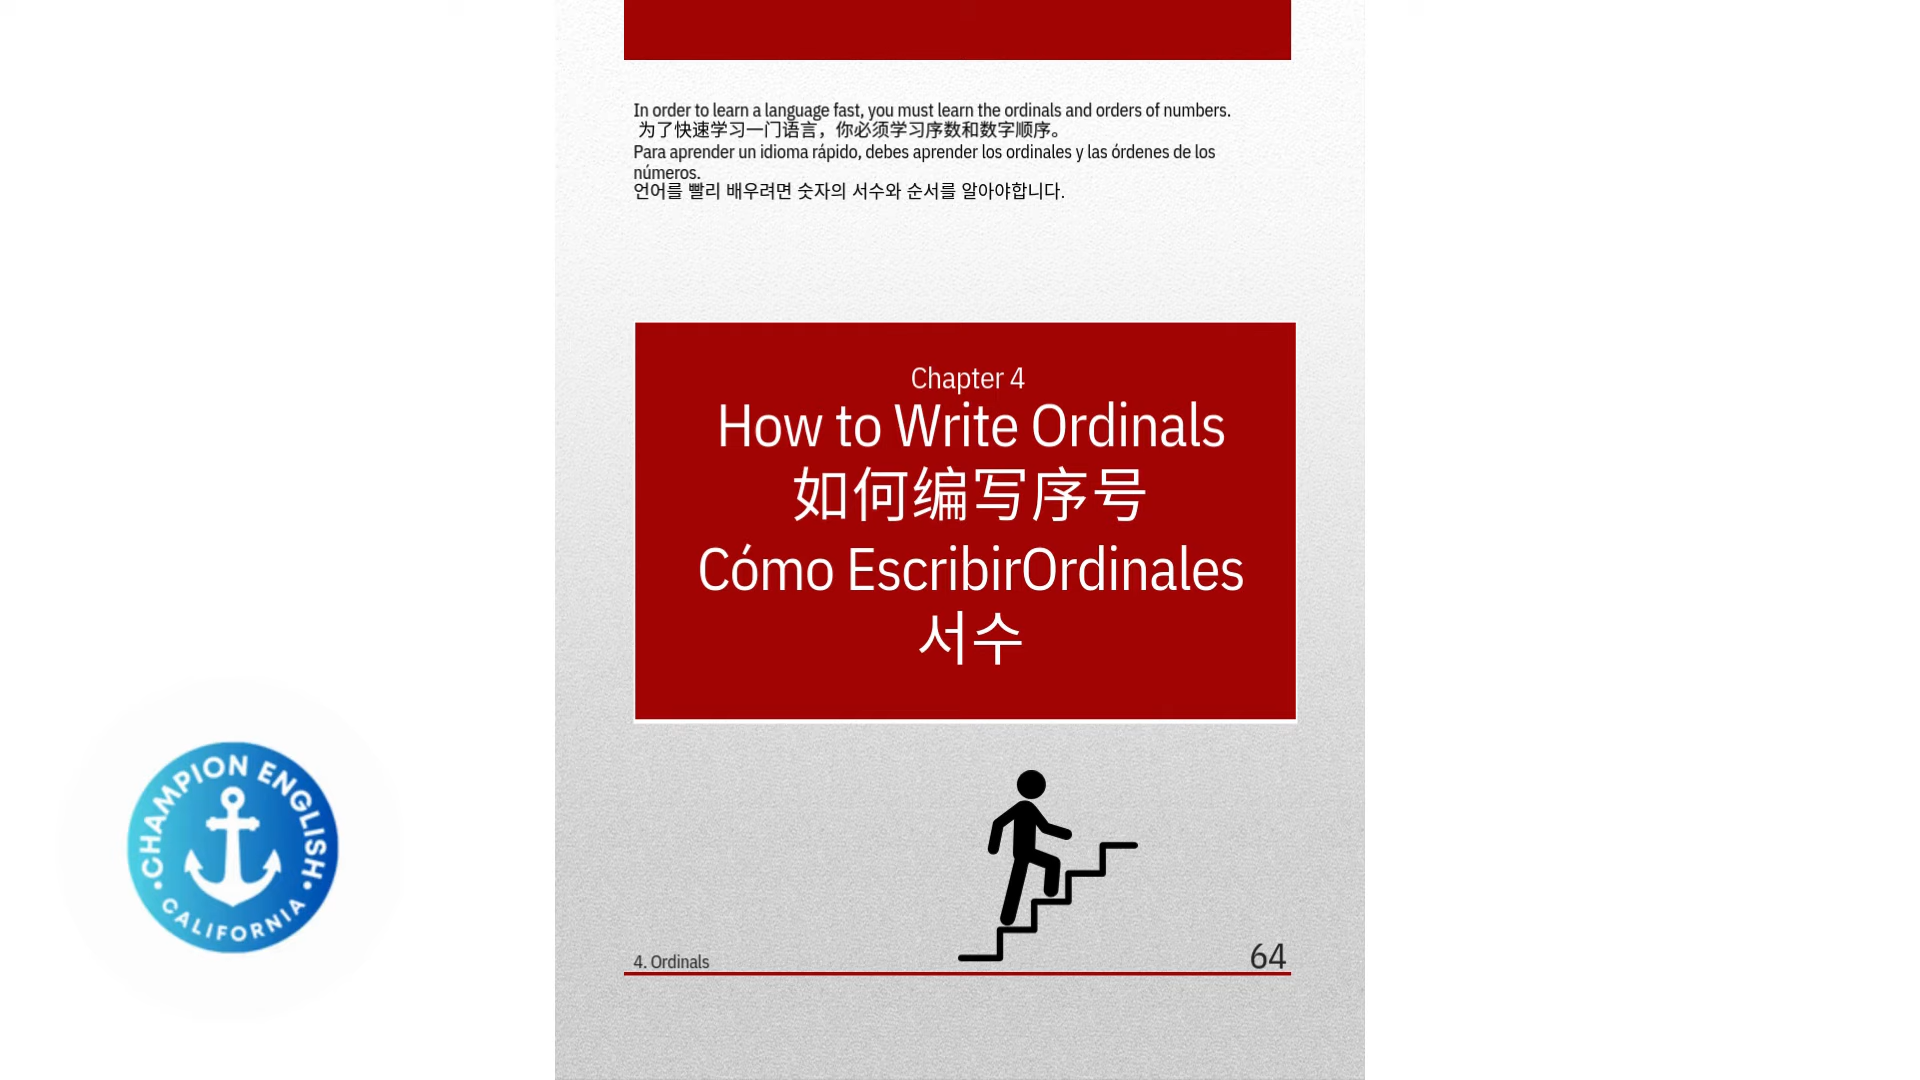 In order to learn a language fast, you must learn the ordinals and orders of numbers.
为了快速学习一门语言，你必须学习序数和数字顺序。
Para aprender un idioma rápido, debes aprender los ordinales y las órdenes de los
números.
언어를 빨리 배우려면 숫자의 서수와 순서를 알아야합니다.
Chapter 4
How to Write Ordinals
如何编写序号
Cómo EscribirOrdinales
서수
CHAMPION ENGLISH
CALIFORNIA
4. Ordinals
64